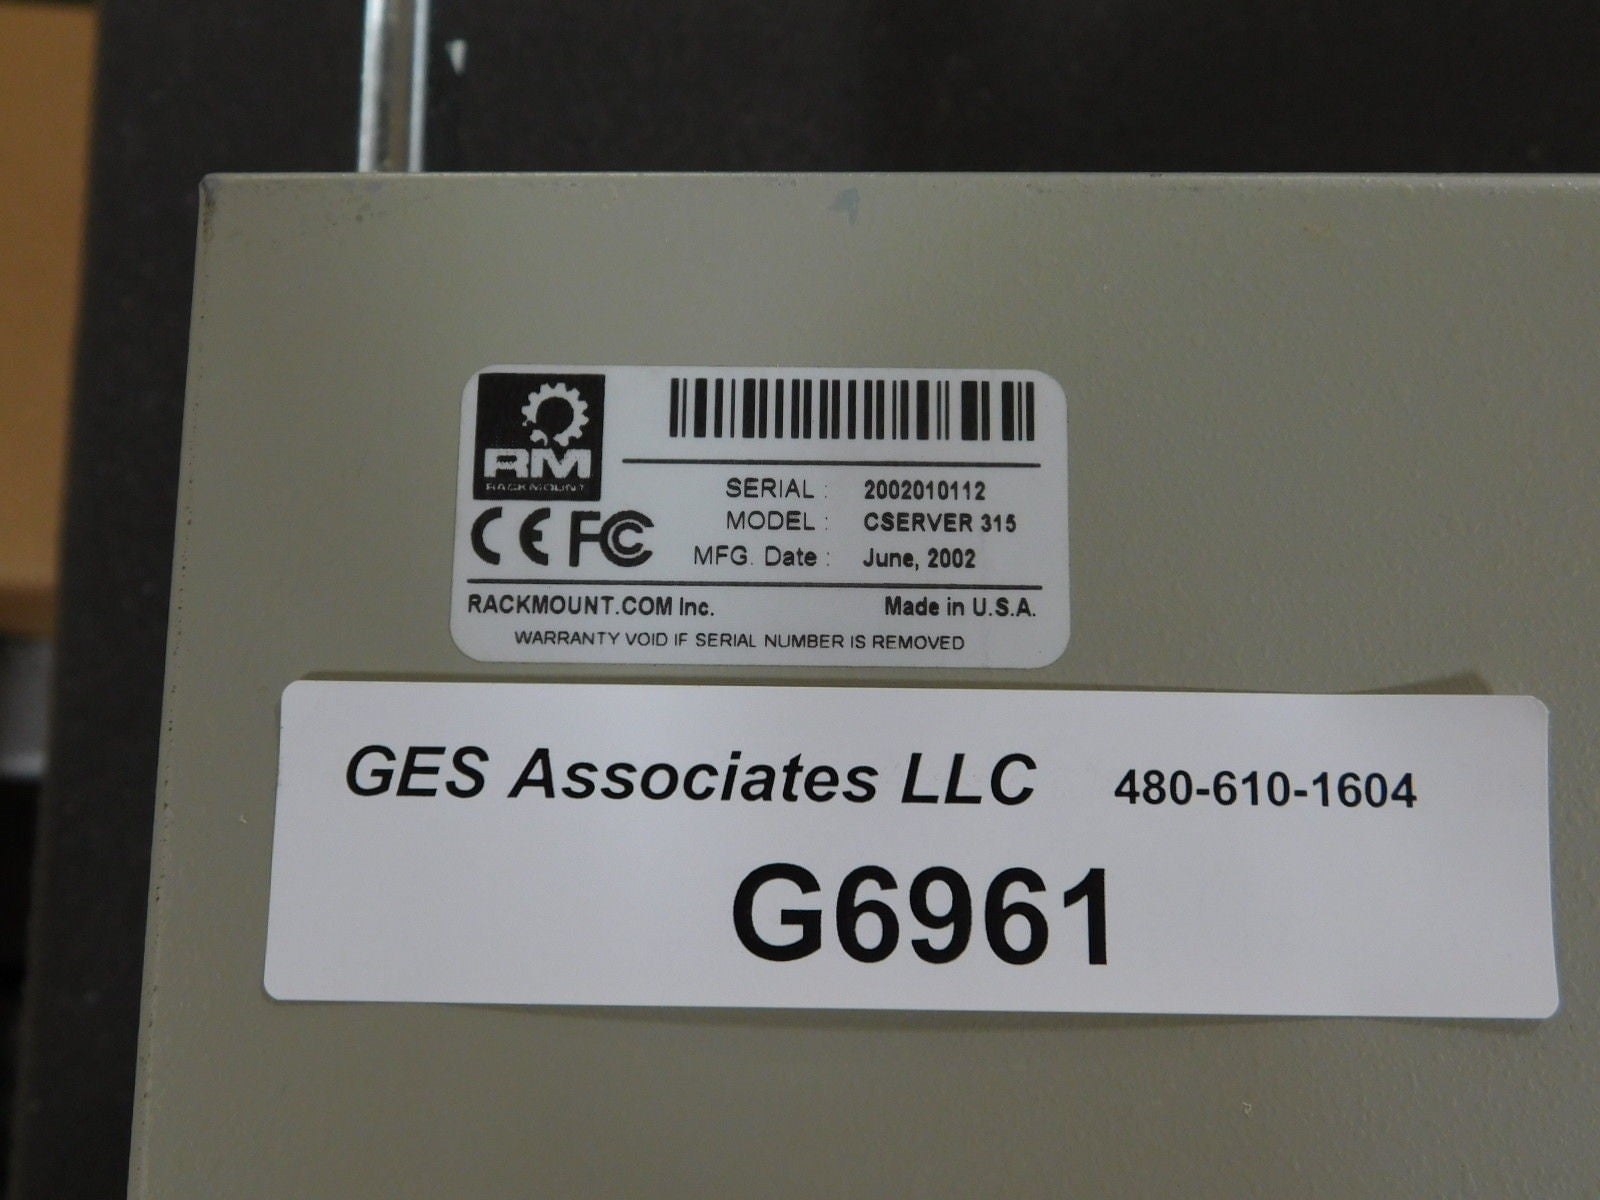 RM
RACKMOUNT
SERIAL : 2002010112
MODEL : CSERVER 315
CE FC MFG. Date : June, 2002
RACKMOUNT.COM Inc. Made in U.S.A.
WARRANTY VOID IF SERIAL NUMBER IS REMOVED
GES Associates LLC 480-610-1604
G6961